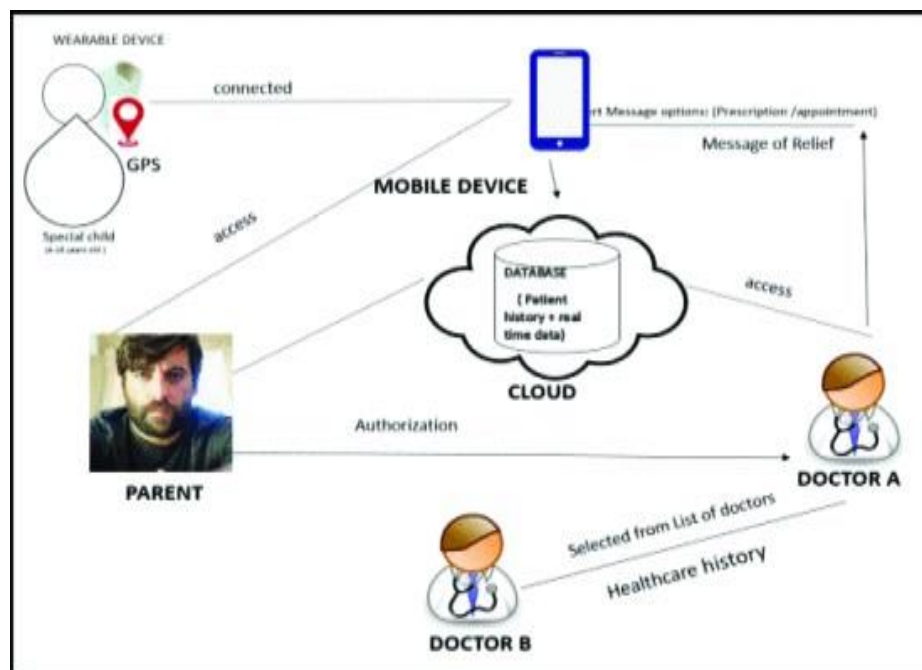 WEARABLE DEVICE
connected
rt Message options: (Prescription /appointment)
Message of Relief
GPS
MOBILE DEVICE
Special child
access
DATABASE
( Patient
history + real
time data)
access
CLOUD
Authorization
PARENT
DOCTOR A
Selected from List of doctors
Healthcare history
DOCTOR B